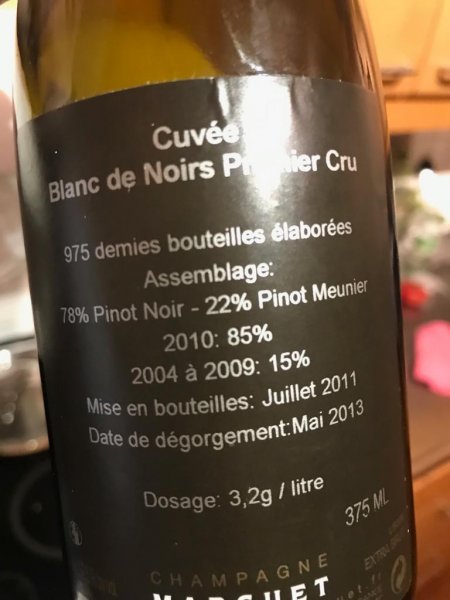 Cuvée
Blanc de Noirs Premier Cru
975 demies bouteilles élaborées
Assemblage:
78% Pinot Noir - 22% Pinot Meunier
2010: 85%
2004 à 2009: 15%
Mise en bouteilles: Juillet 2011
Date de dégorgement:Mai 2013
Dosage: 3,2g / litre
375 ML
EXTRA
CHAMPAGNE
MARGUET